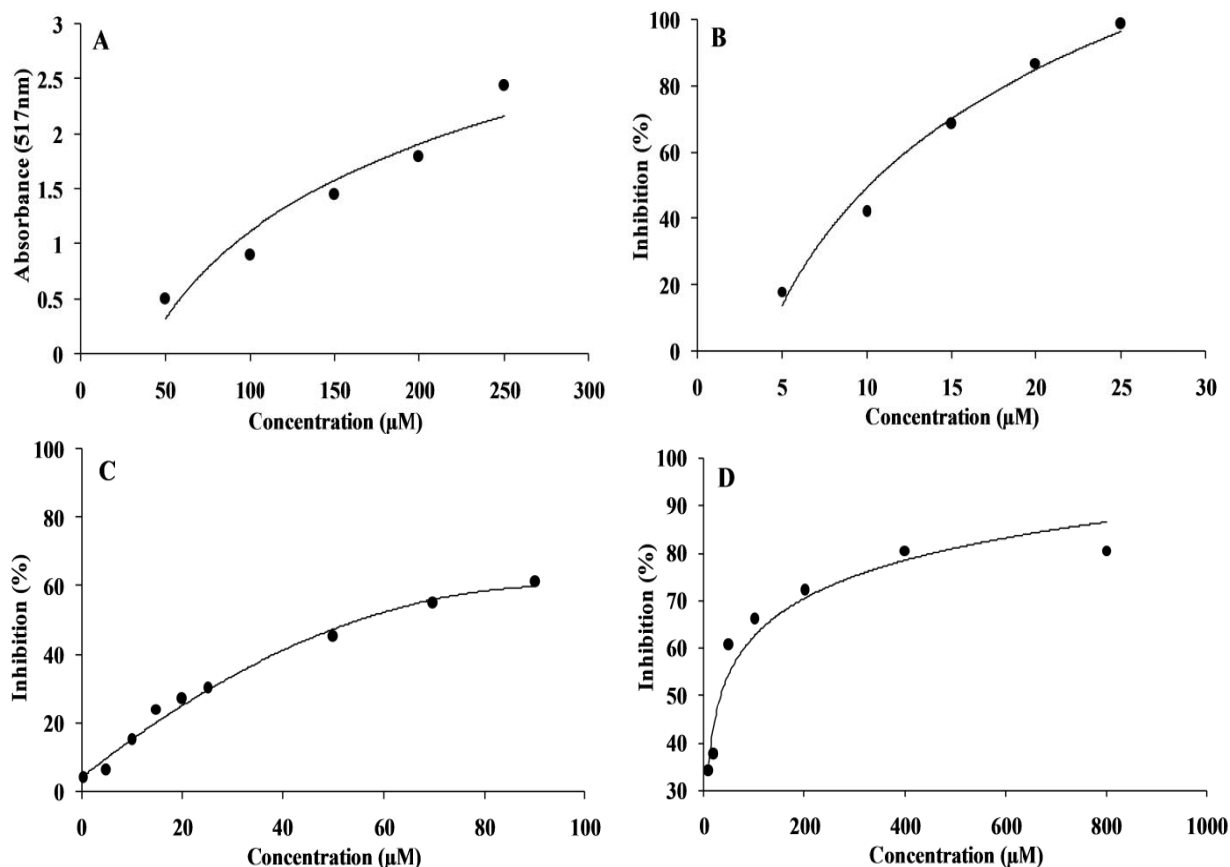 A
Absorbance (517nm)
3
2.5
2
1.5
1
0.5
0
0 50 100 150 200 250 300
Concentration (µM)
B
Inhibition (%)
100
80
60
40
20
0
0 5 10 15 20 25 30
Concentration (µM)
C
Inhibition (%)
100
80
60
40
20
0
0 20 40 60 80 100
Concentration (µM)
D
Inhibition (%)
100
90
80
70
60
50
40
30
0 200 400 600 800 1000
Concentration (µM)